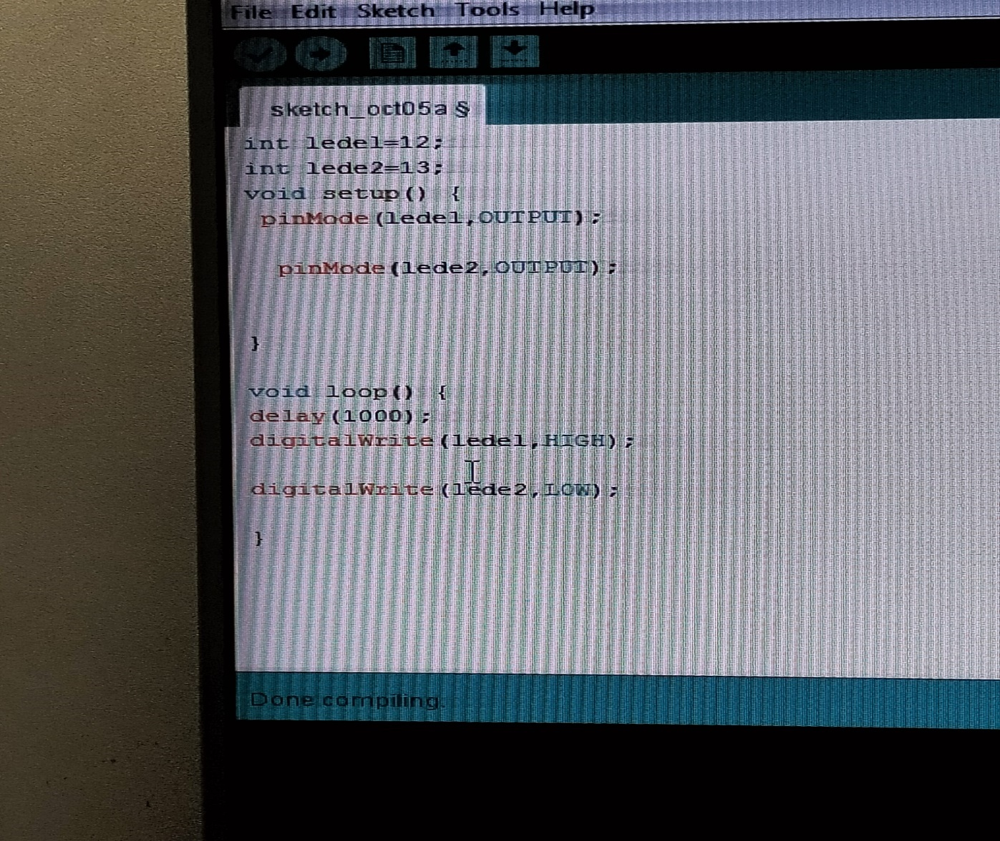 File Edit Sketch Tools Help
sketch_oct05a §
int lede1=12;
int lede2=13;
void setup() {
pinMode(lede1,OUTPUT);
pinMode(lede2,OUTPUT);
}
void loop() {
delay(1000);
digitalWrite(lede1,HIGH);
digitalWrite(lede2,LOW);
}
Done compiling.